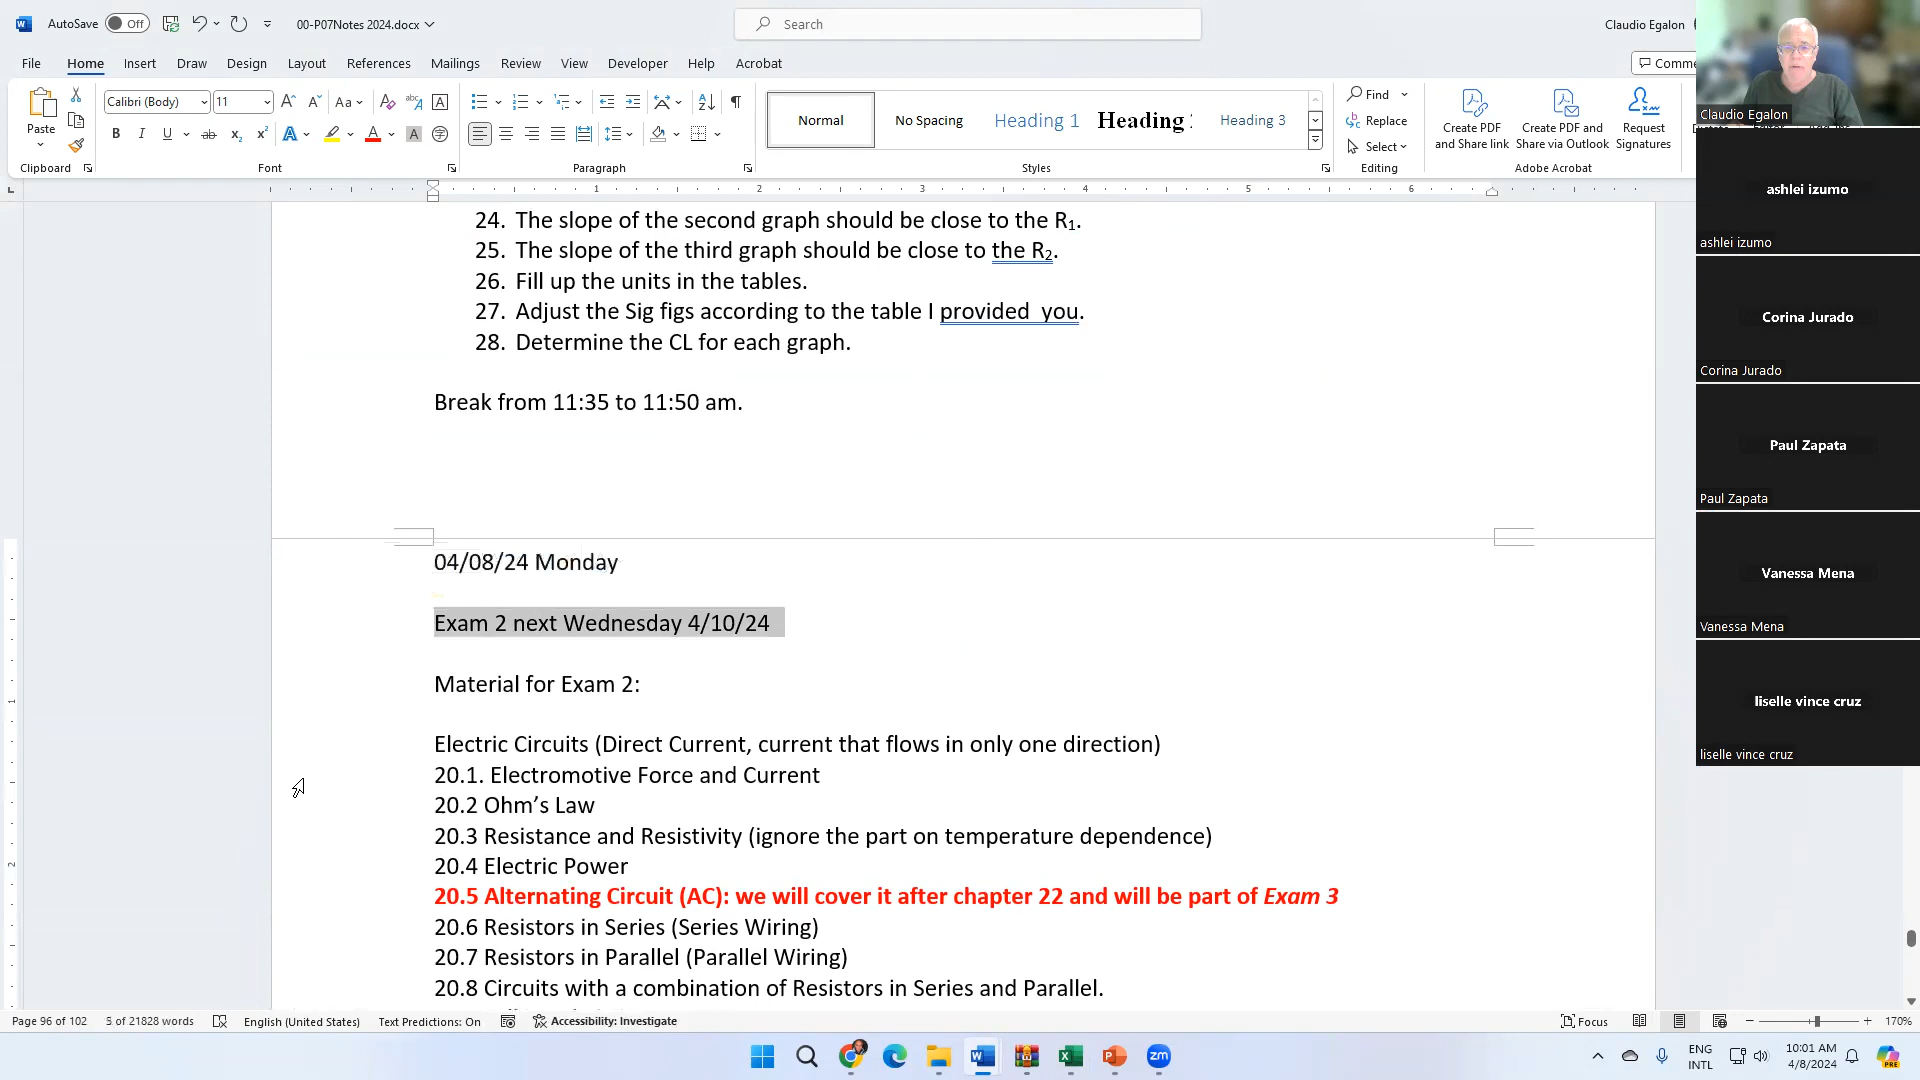 AutoSave Off 00-P07Notes 2024.docx Search Claudio Egalon
File Home Insert Draw Design Layout References Mailings Review View Developer Help Acrobat Comme
Calibri (Body) 11 Aa
Paste
Normal No Spacing Heading 1 Heading 3
Find
Replace
Select
Create PDF and Share link
Create PDF and Share via Outlook
Request Signatures
Clipboard Font Paragraph Styles Editing Adobe Acrobat
1 2 3 4 5 6
24. The slope of the second graph should be close to the R₁.
25. The slope of the third graph should be close to the R₂.
26. Fill up the units in the tables.
27. Adjust the Sig figs according to the table I provided  you.
28. Determine the CL for each graph.
Break from 11:35 to 11:50 am.
04/08/24 Monday
Exam 2 next Wednesday 4/10/24
Material for Exam 2:
Electric Circuits (Direct Current, current that flows in only one direction)
20.1. Electromotive Force and Current
20.2 Ohm’s Law
20.3 Resistance and Resistivity (ignore the part on temperature dependence)
20.4 Electric Power
20.5 Alternating Circuit (AC): we will cover it after chapter 22 and will be part of Exam 3
20.6 Resistors in Series (Series Wiring)
20.7 Resistors in Parallel (Parallel Wiring)
20.8 Circuits with a combination of Resistors in Series and Parallel.
Claudio Egalon
ashlei izumo
ashlei izumo
Corina Jurado
Corina Jurado
Paul Zapata
Paul Zapata
Vanessa Mena
Vanessa Mena
liselle vince cruz
liselle vince cruz
Page 96 of 102 5 of 21828 words English (United States) Text Predictions: On Accessibility: Investigate Focus 170%
zm
ENG
INTL
10:01 AM
4/8/2024
PRE